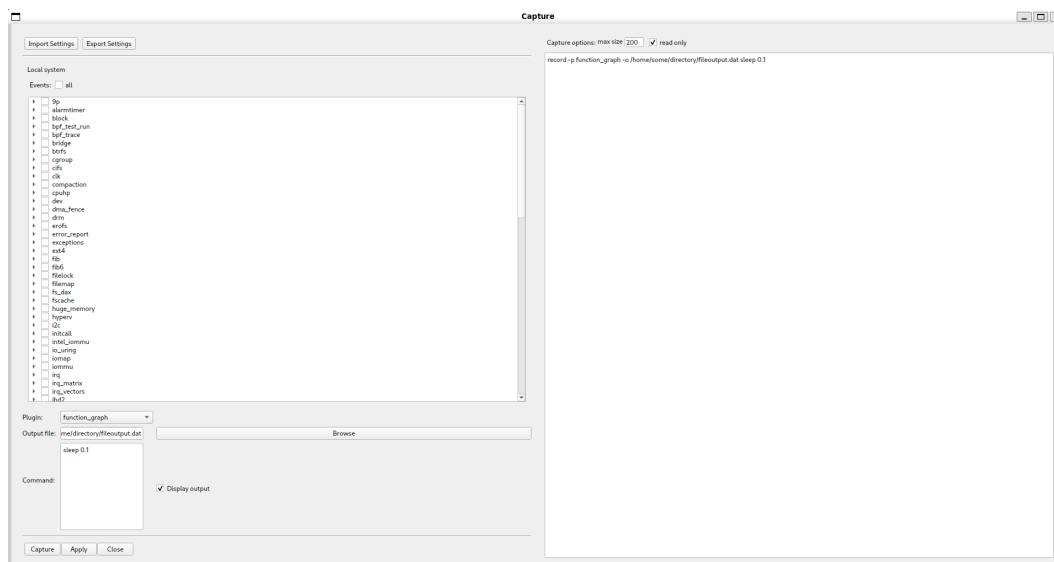 Capture
Import Settings Export Settings
Local system
Events: all
9p
alarmtimer
block
bpf_test_run
bpf_trace
bridge
btrfs
cgroup
cifs
clk
compaction
cpuhp
dev
dma_fence
drm
erofs
error_report
exceptions
ext4
fib
fib6
filelock
filemap
fs_dax
fscache
huge_memory
hyperv
i2c
initcall
intel_iommu
io_uring
iomap
iommu
irq
irq_matrix
irq_vectors
Plugin: function_graph
Output file: me/directory/fileoutput.dat Browse
Command: sleep 0.1
Display output
Capture Apply Close
Capture options: max size 200 read only
record -p function_graph -o /home/some/directory/fileoutput.dat sleep 0.1